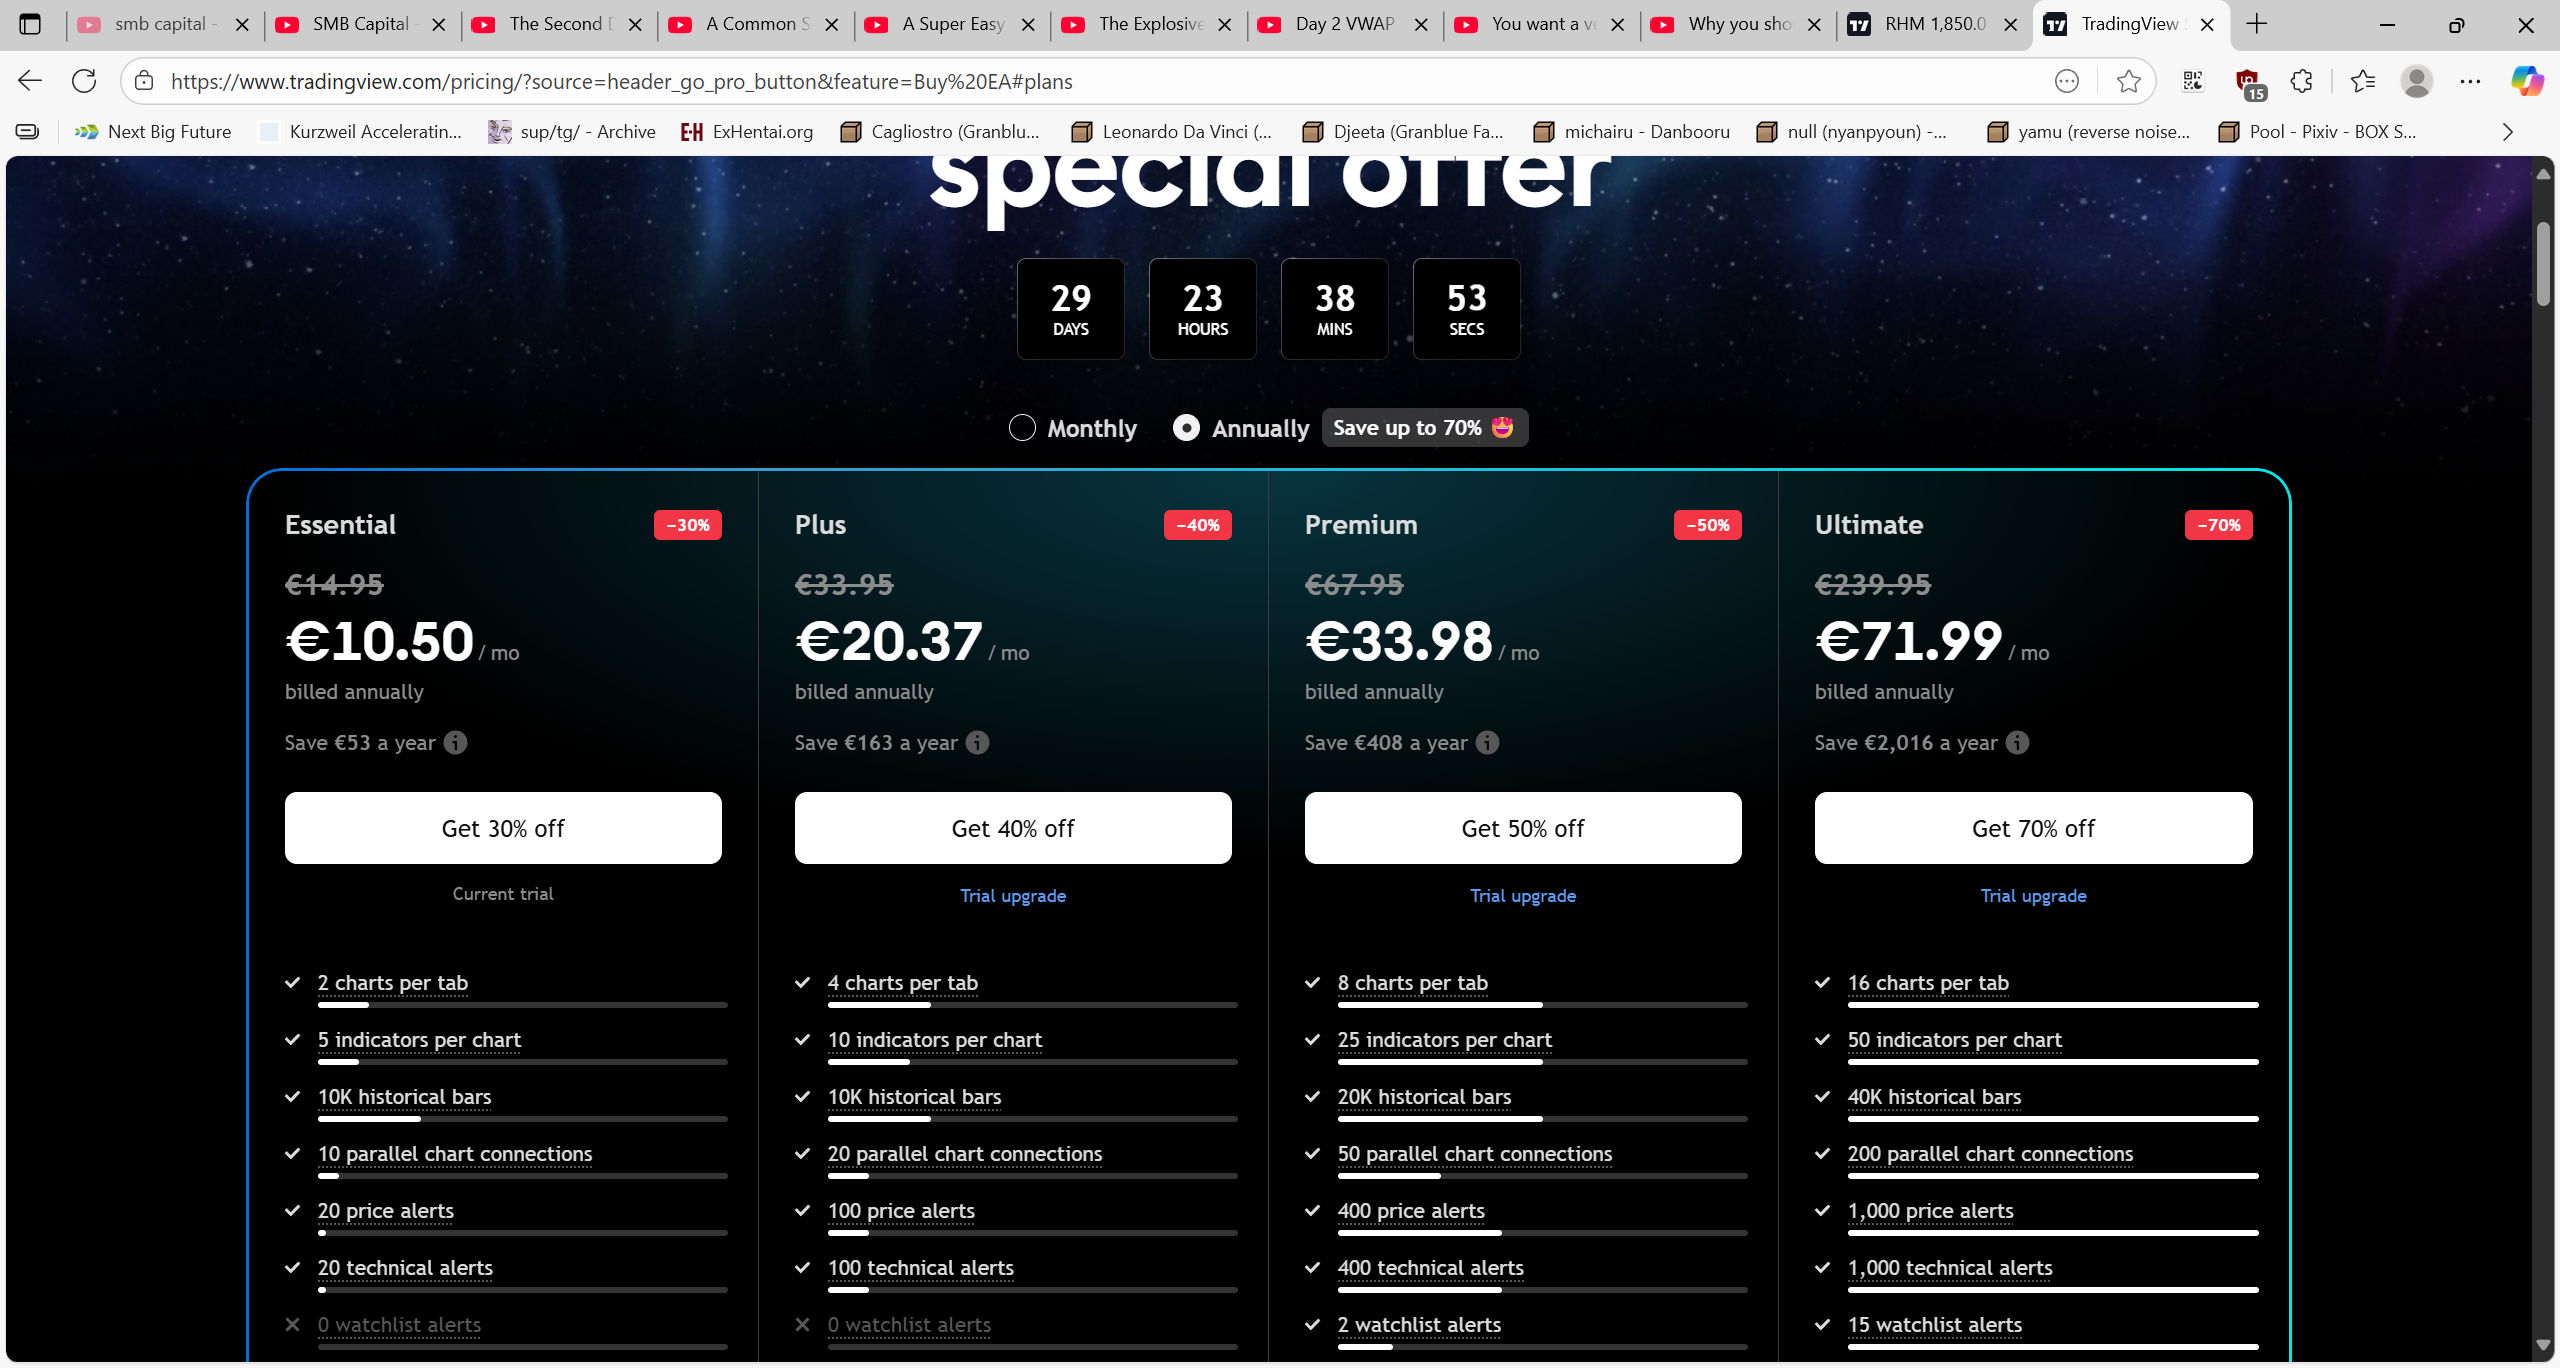 smb capital -
SMB Capital -
The Second D
A Common S
A Super Easy
The Explosive
Day 2 VWAP
You want a ve
Why you sho
RHM 1,850.0
TradingView
https://www.tradingview.com/pricing/?source=header_go_pro_button&feature=Buy%20EA#plans
15
Next Big Future
Kurzweil Acceleratin...
sup/tg/ - Archive
E-H ExHentai.org
Cagliostro (Granblu...
Leonardo Da Vinci (...
Djeeta (Granblue Fa...
michairu - Danbooru
null (nyanpyoun) -...
yamu (reverse noise...
Pool - Pixiv - BOX S...
special offer
29
DAYS
23
HOURS
38
MINS
53
SECS
Monthly
Annually
Save up to 70% 😍
Essential
−30%
€14.95
€10.50 / mo
billed annually
Save €53 a year
Get 30% off
Current trial
2 charts per tab
5 indicators per chart
10K historical bars
10 parallel chart connections
20 price alerts
20 technical alerts
0 watchlist alerts
Plus
−40%
€33.95
€20.37 / mo
billed annually
Save €163 a year
Get 40% off
Trial upgrade
4 charts per tab
10 indicators per chart
10K historical bars
20 parallel chart connections
100 price alerts
100 technical alerts
0 watchlist alerts
Premium
−50%
€67.95
€33.98 / mo
billed annually
Save €408 a year
Get 50% off
Trial upgrade
8 charts per tab
25 indicators per chart
20K historical bars
50 parallel chart connections
400 price alerts
400 technical alerts
2 watchlist alerts
Ultimate
−70%
€239.95
€71.99 / mo
billed annually
Save €2,016 a year
Get 70% off
Trial upgrade
16 charts per tab
50 indicators per chart
40K historical bars
200 parallel chart connections
1,000 price alerts
1,000 technical alerts
15 watchlist alerts